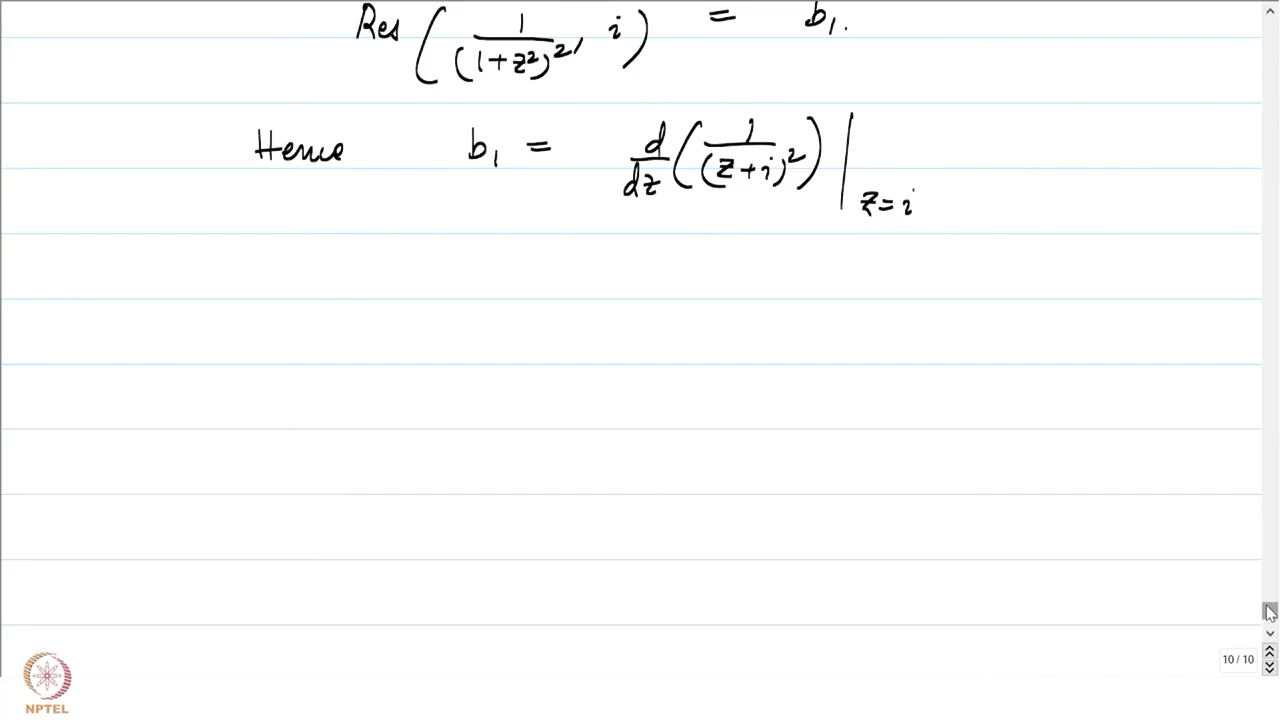 Res ( 1 / (1+z²)² , i ) = b₁.
Hence b₁ = d/dz ( 1 / (z+i)² ) |_{z=i}
10 / 10
NPTEL